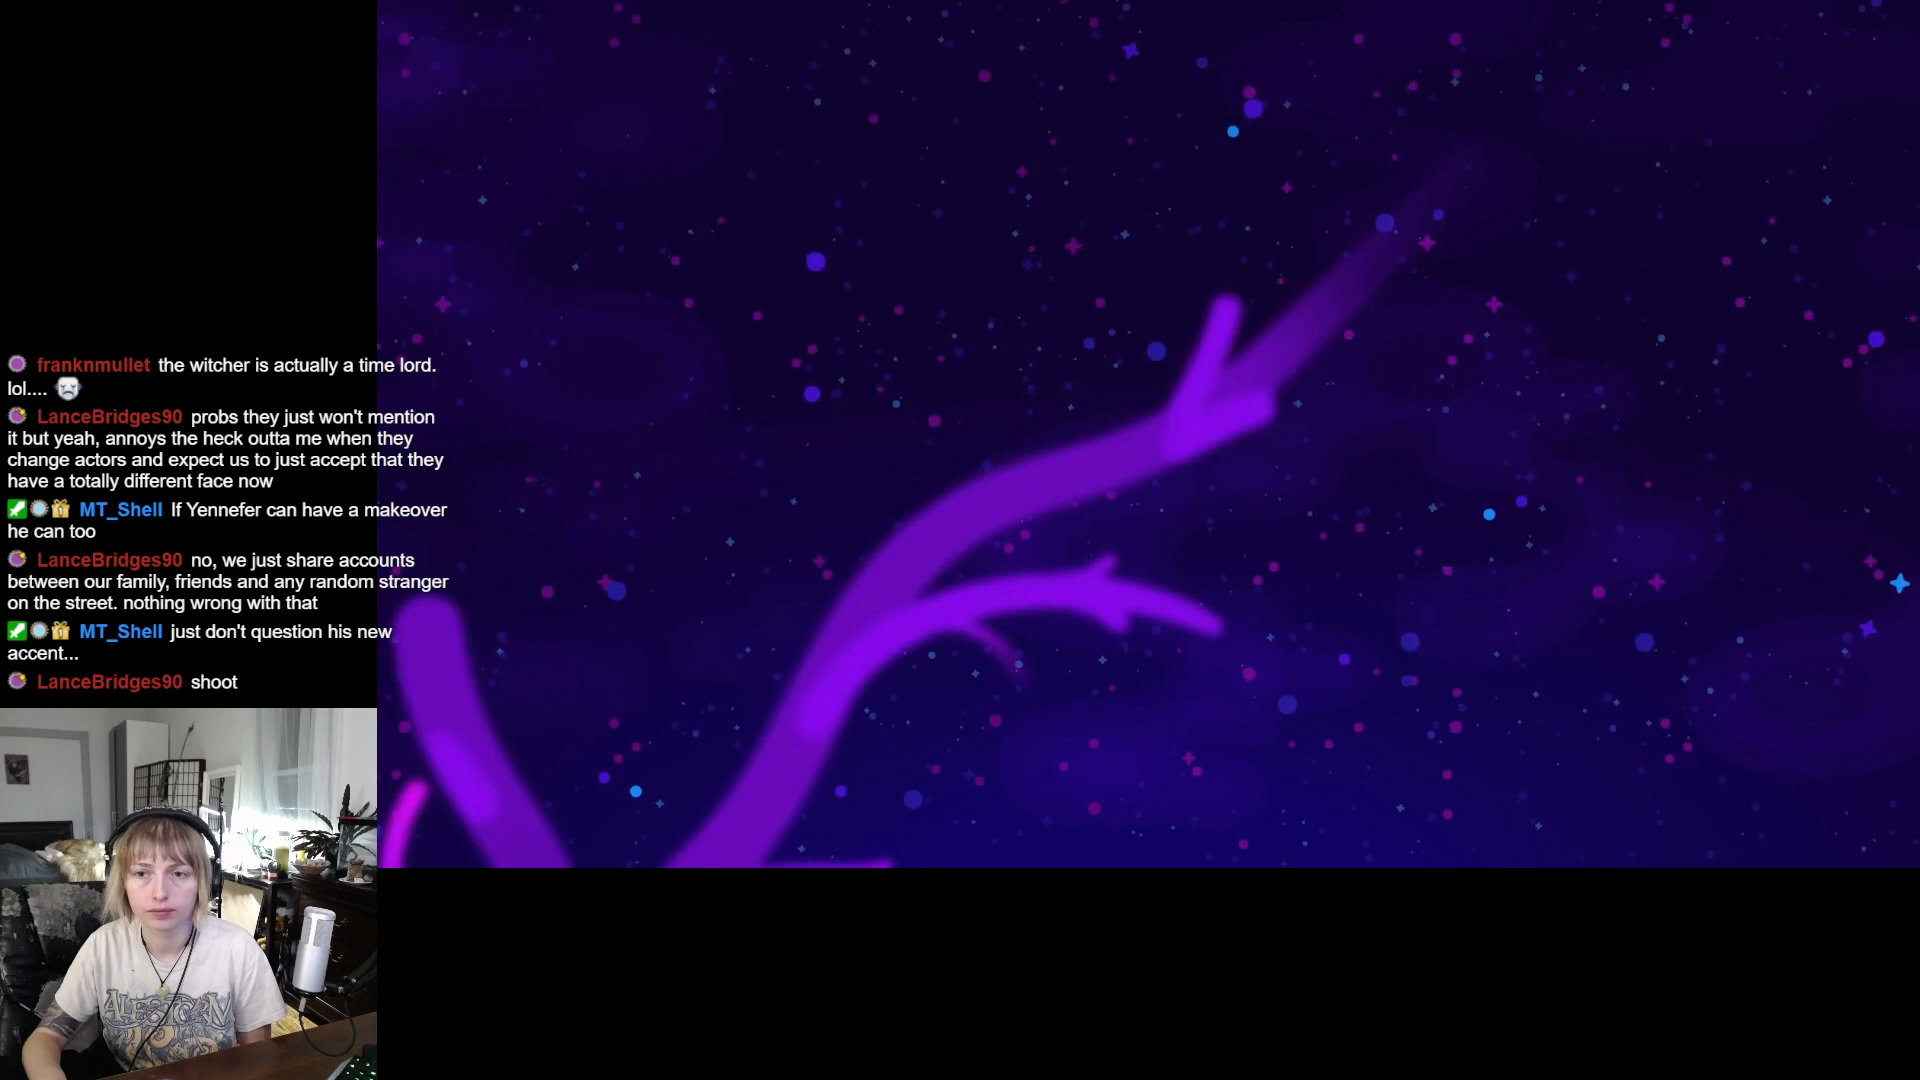 franknmullet the witcher is actually a time lord.
lol....
LanceBridges90 probs they just won't mention
it but yeah, annoys the heck outta me when they
change actors and expect us to just accept that they
have a totally different face now
MT_Shell If Yennefer can have a makeover
he can too
LanceBridges90 no, we just share accounts
between our family, friends and any random stranger
on the street. nothing wrong with that
MT_Shell just don't question his new
accent...
LanceBridges90 shoot
ALESTORM